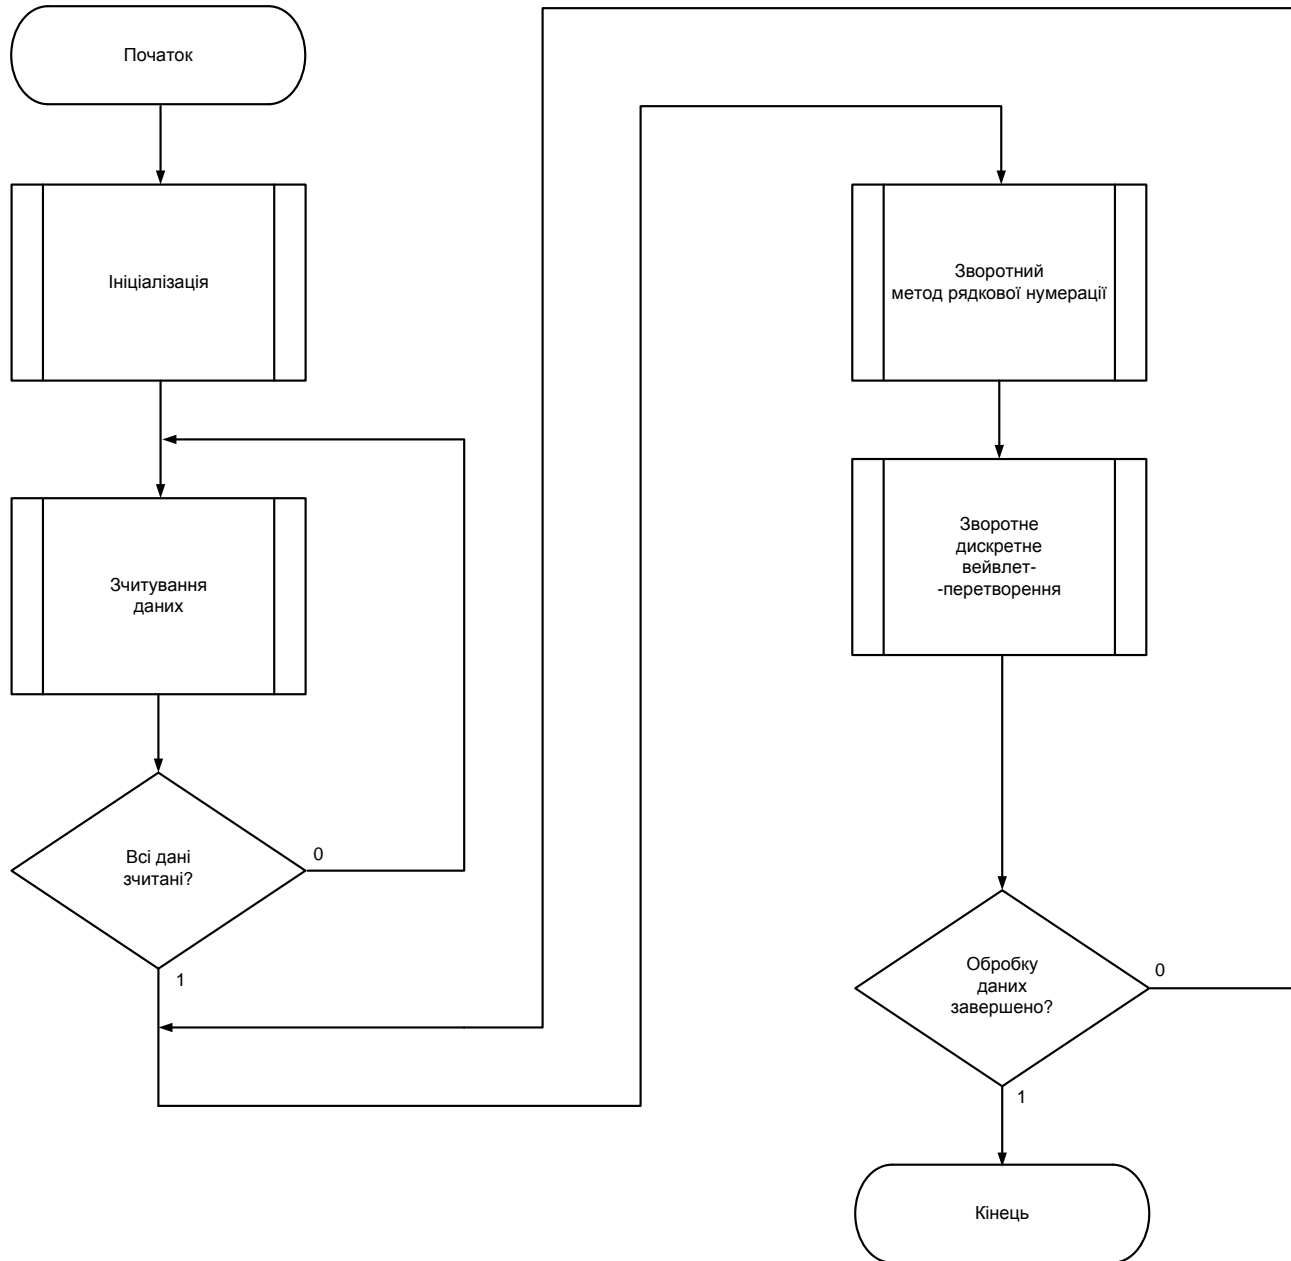 Початок
Ініціалізація
Зчитування
даних
Всі дані
зчитані?
0
1
Зворотний
метод рядкової нумерації
Зворотне
дискретне
вейвлет-
-перетворення
Обробку
даних
завершено?
0
1
Кінець